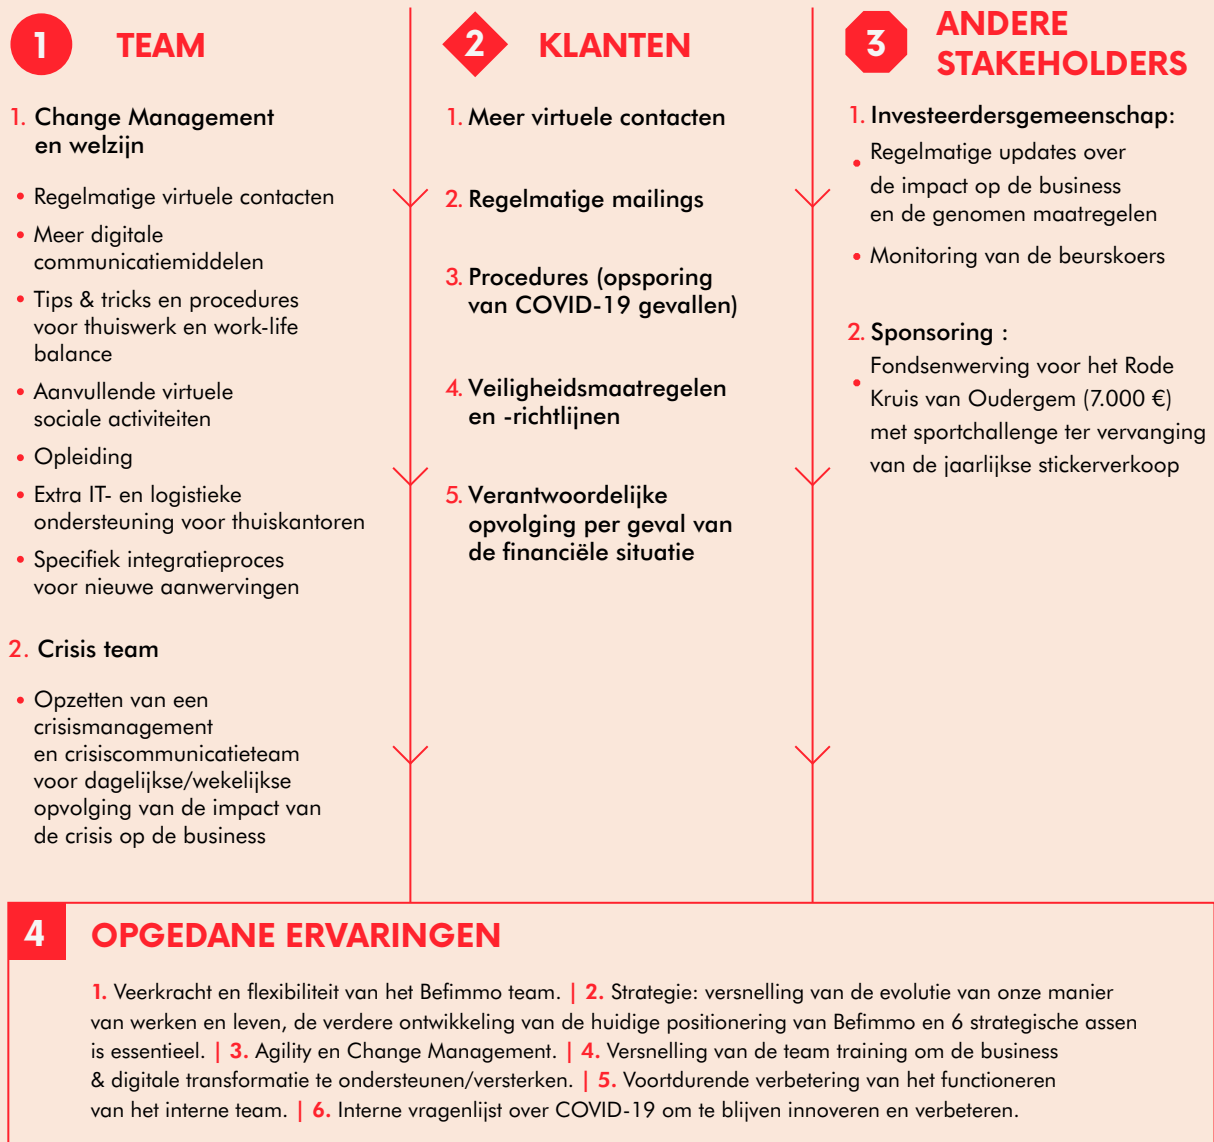 1 TEAM
1. Change Management
en welzijn
• Regelmatige virtuele contacten
• Meer digitale
communicatiemiddelen
• Tips & tricks en procedures
voor thuiswerk en work-life
balance
• Aanvullende virtuele
sociale activiteiten
• Opleiding
• Extra IT- en logistieke
ondersteuning voor thuiskantoren
• Specifiek integratieproces
voor nieuwe aanwervingen
2. Crisis team
• Opzetten van een
crisismanagement
en crisiscommunicatieteam
voor dagelijkse/wekelijkse
opvolging van de impact van
de crisis op de business
2 KLANTEN
1. Meer virtuele contacten
2. Regelmatige mailings
3. Procedures (opsporing
van COVID-19 gevallen)
4. Veiligheidsmaatregelen
en -richtlijnen
5. Verantwoordelijke
opvolging per geval van
de financiële situatie
3 ANDERE
STAKEHOLDERS
1. Investeerdersgemeenschap:
• Regelmatige updates over
de impact op de business
en de genomen maatregelen
• Monitoring van de beurskoers
2. Sponsoring :
• Fondsenwerving voor het Rode
Kruis van Oudergem (7.000 €)
met sportchallenge ter vervanging
van de jaarlijkse stickerverkoop
4 OPGEDANE ERVARINGEN
1. Veerkracht en flexibiliteit van het Befimmo team. | 2. Strategie: versnelling van de evolutie van onze manier
van werken en leven, de verdere ontwikkeling van de huidige positionering van Befimmo en 6 strategische assen
is essentieel. | 3. Agility en Change Management. | 4. Versnelling van de team training om de business
& digitale transformatie te ondersteunen/versterken. | 5. Voortdurende verbetering van het functioneren
van het interne team. | 6. Interne vragenlijst over COVID-19 om te blijven innoveren en verbeteren.